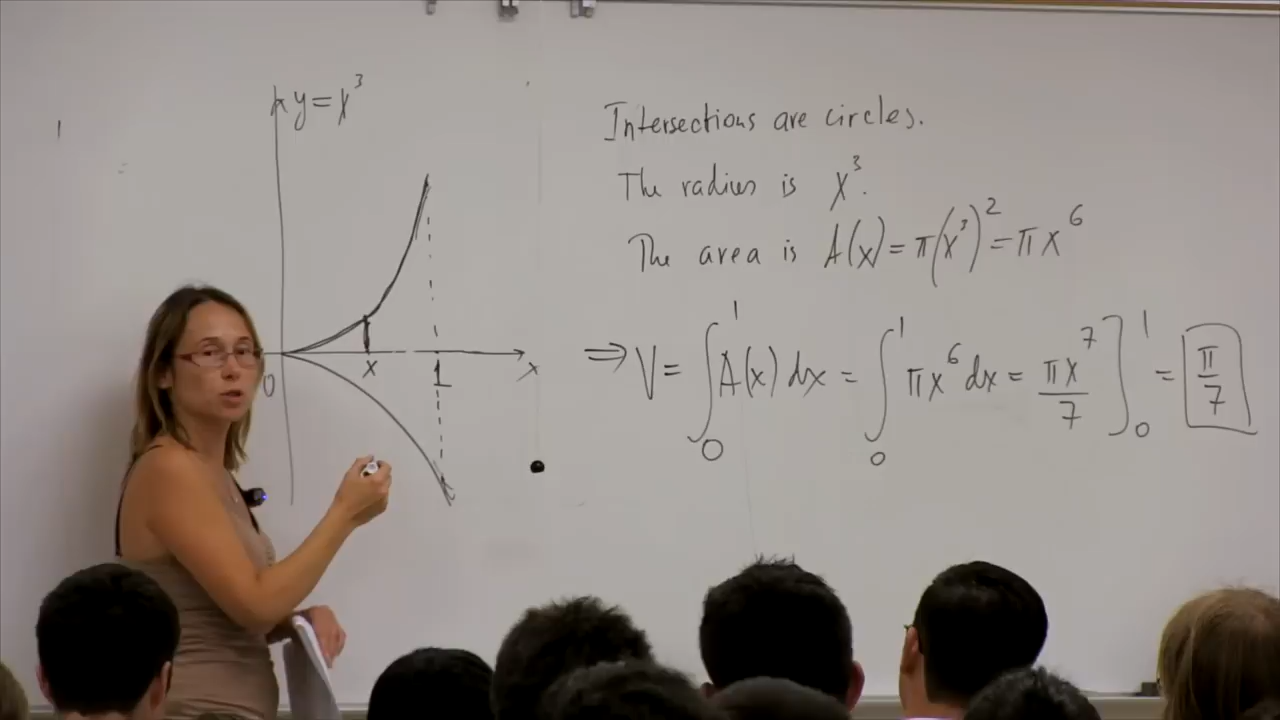 y = x³
0
x
1
x
Intersections are circles.
The radius is x³.
The area is A(x) = π(x³)² = πx⁶
⇒ V = ∫₀¹ A(x) dx = ∫₀¹ πx⁶ dx = πx⁷/7 ]₀¹ = π/7